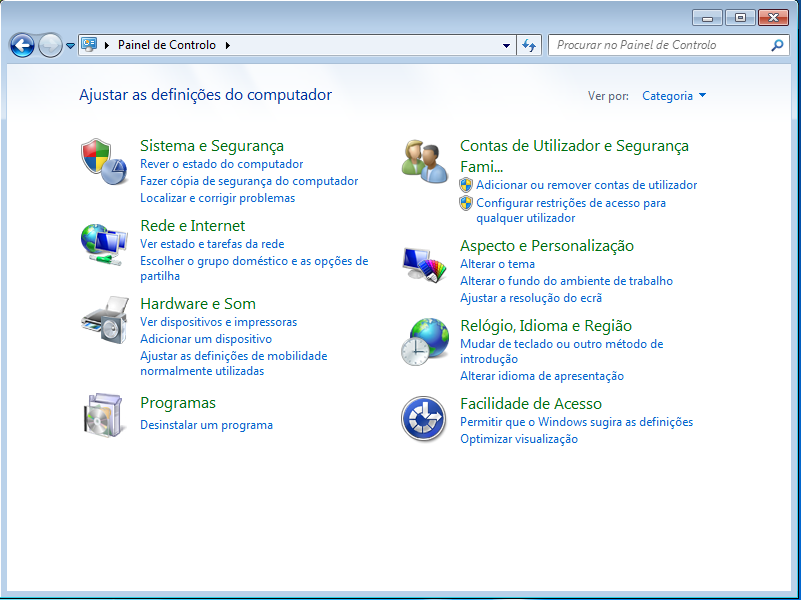 Painel de Controlo
Procurar no Painel de Controlo
Ajustar as definições do computador
Ver por: Categoria
Sistema e Segurança
Rever o estado do computador
Fazer cópia de segurança do computador
Localizar e corrigir problemas
Rede e Internet
Ver estado e tarefas da rede
Escolher o grupo doméstico e as opções de
partilha
Hardware e Som
Ver dispositivos e impressoras
Adicionar um dispositivo
Ajustar as definições de mobilidade
normalmente utilizadas
Programas
Desinstalar um programa
Contas de Utilizador e Segurança
Fami...
Adicionar ou remover contas de utilizador
Configurar restrições de acesso para
qualquer utilizador
Aspecto e Personalização
Alterar o tema
Alterar o fundo do ambiente de trabalho
Ajustar a resolução do ecrã
Relógio, Idioma e Região
Mudar de teclado ou outro método de
introdução
Alterar idioma de apresentação
Facilidade de Acesso
Permitir que o Windows sugira as definições
Optimizar visualização